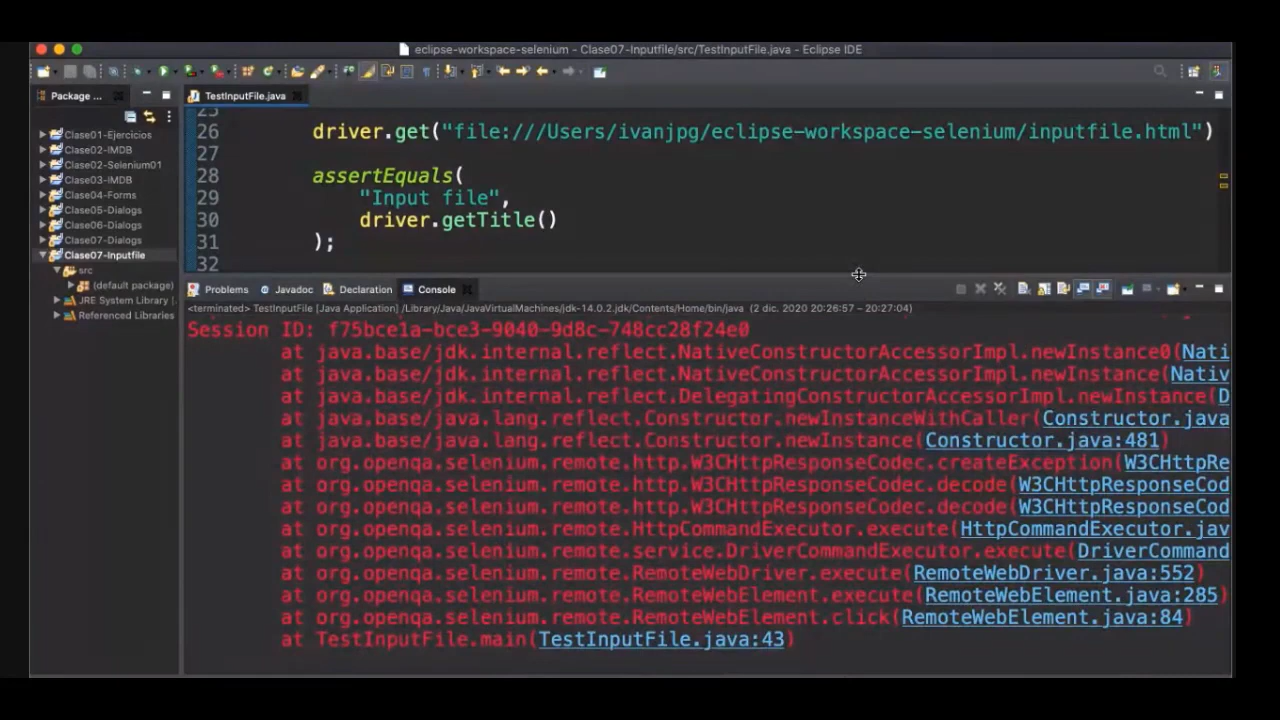 eclipse-workspace-selenium - Clase07-Inputfile/src/TestInputFile.java - Eclipse IDE
Package ...
TestInputFile.java
Clase01-Ejercicios
Clase02-IMDB
Clase02-Selenium01
Clase03-IMDB
Clase04-Forms
Clase05-Dialogs
Clase06-Dialogs
Clase07-Dialogs
Clase07-Inputfile
src
(default package)
JRE System Library [
Referenced Libraries
25
26 driver.get("file:///Users/ivanjpg/eclipse-workspace-selenium/inputfile.html")
27
28 assertEquals(
29 "Input file",
30 driver.getTitle()
31 );
32
Problems Javadoc Declaration Console
<terminated> TestInputFile [Java Application] /Library/Java/JavaVirtualMachines/jdk-14.0.2.jdk/Contents/Home/bin/java (2 dic. 2020 20:26:57 – 20:27:04)
Session ID: f75bce1a-bce3-9040-9d8c-748cc28f24e0
at java.base/jdk.internal.reflect.NativeConstructorAccessorImpl.newInstance0(Nati
at java.base/jdk.internal.reflect.NativeConstructorAccessorImpl.newInstance(Nativ
at java.base/jdk.internal.reflect.DelegatingConstructorAccessorImpl.newInstance(D
at java.base/java.lang.reflect.Constructor.newInstanceWithCaller(Constructor.java
at java.base/java.lang.reflect.Constructor.newInstance(Constructor.java:481)
at org.openqa.selenium.remote.http.W3CHttpResponseCodec.createException(W3CHttpRe
at org.openqa.selenium.remote.http.W3CHttpResponseCodec.decode(W3CHttpResponseCod
at org.openqa.selenium.remote.http.W3CHttpResponseCodec.decode(W3CHttpResponseCod
at org.openqa.selenium.remote.HttpCommandExecutor.execute(HttpCommandExecutor.jav
at org.openqa.selenium.remote.service.DriverCommandExecutor.execute(DriverCommand
at org.openqa.selenium.remote.RemoteWebDriver.execute(RemoteWebDriver.java:552)
at org.openqa.selenium.remote.RemoteWebElement.execute(RemoteWebElement.java:285)
at org.openqa.selenium.remote.RemoteWebElement.click(RemoteWebElement.java:84)
at TestInputFile.main(TestInputFile.java:43)